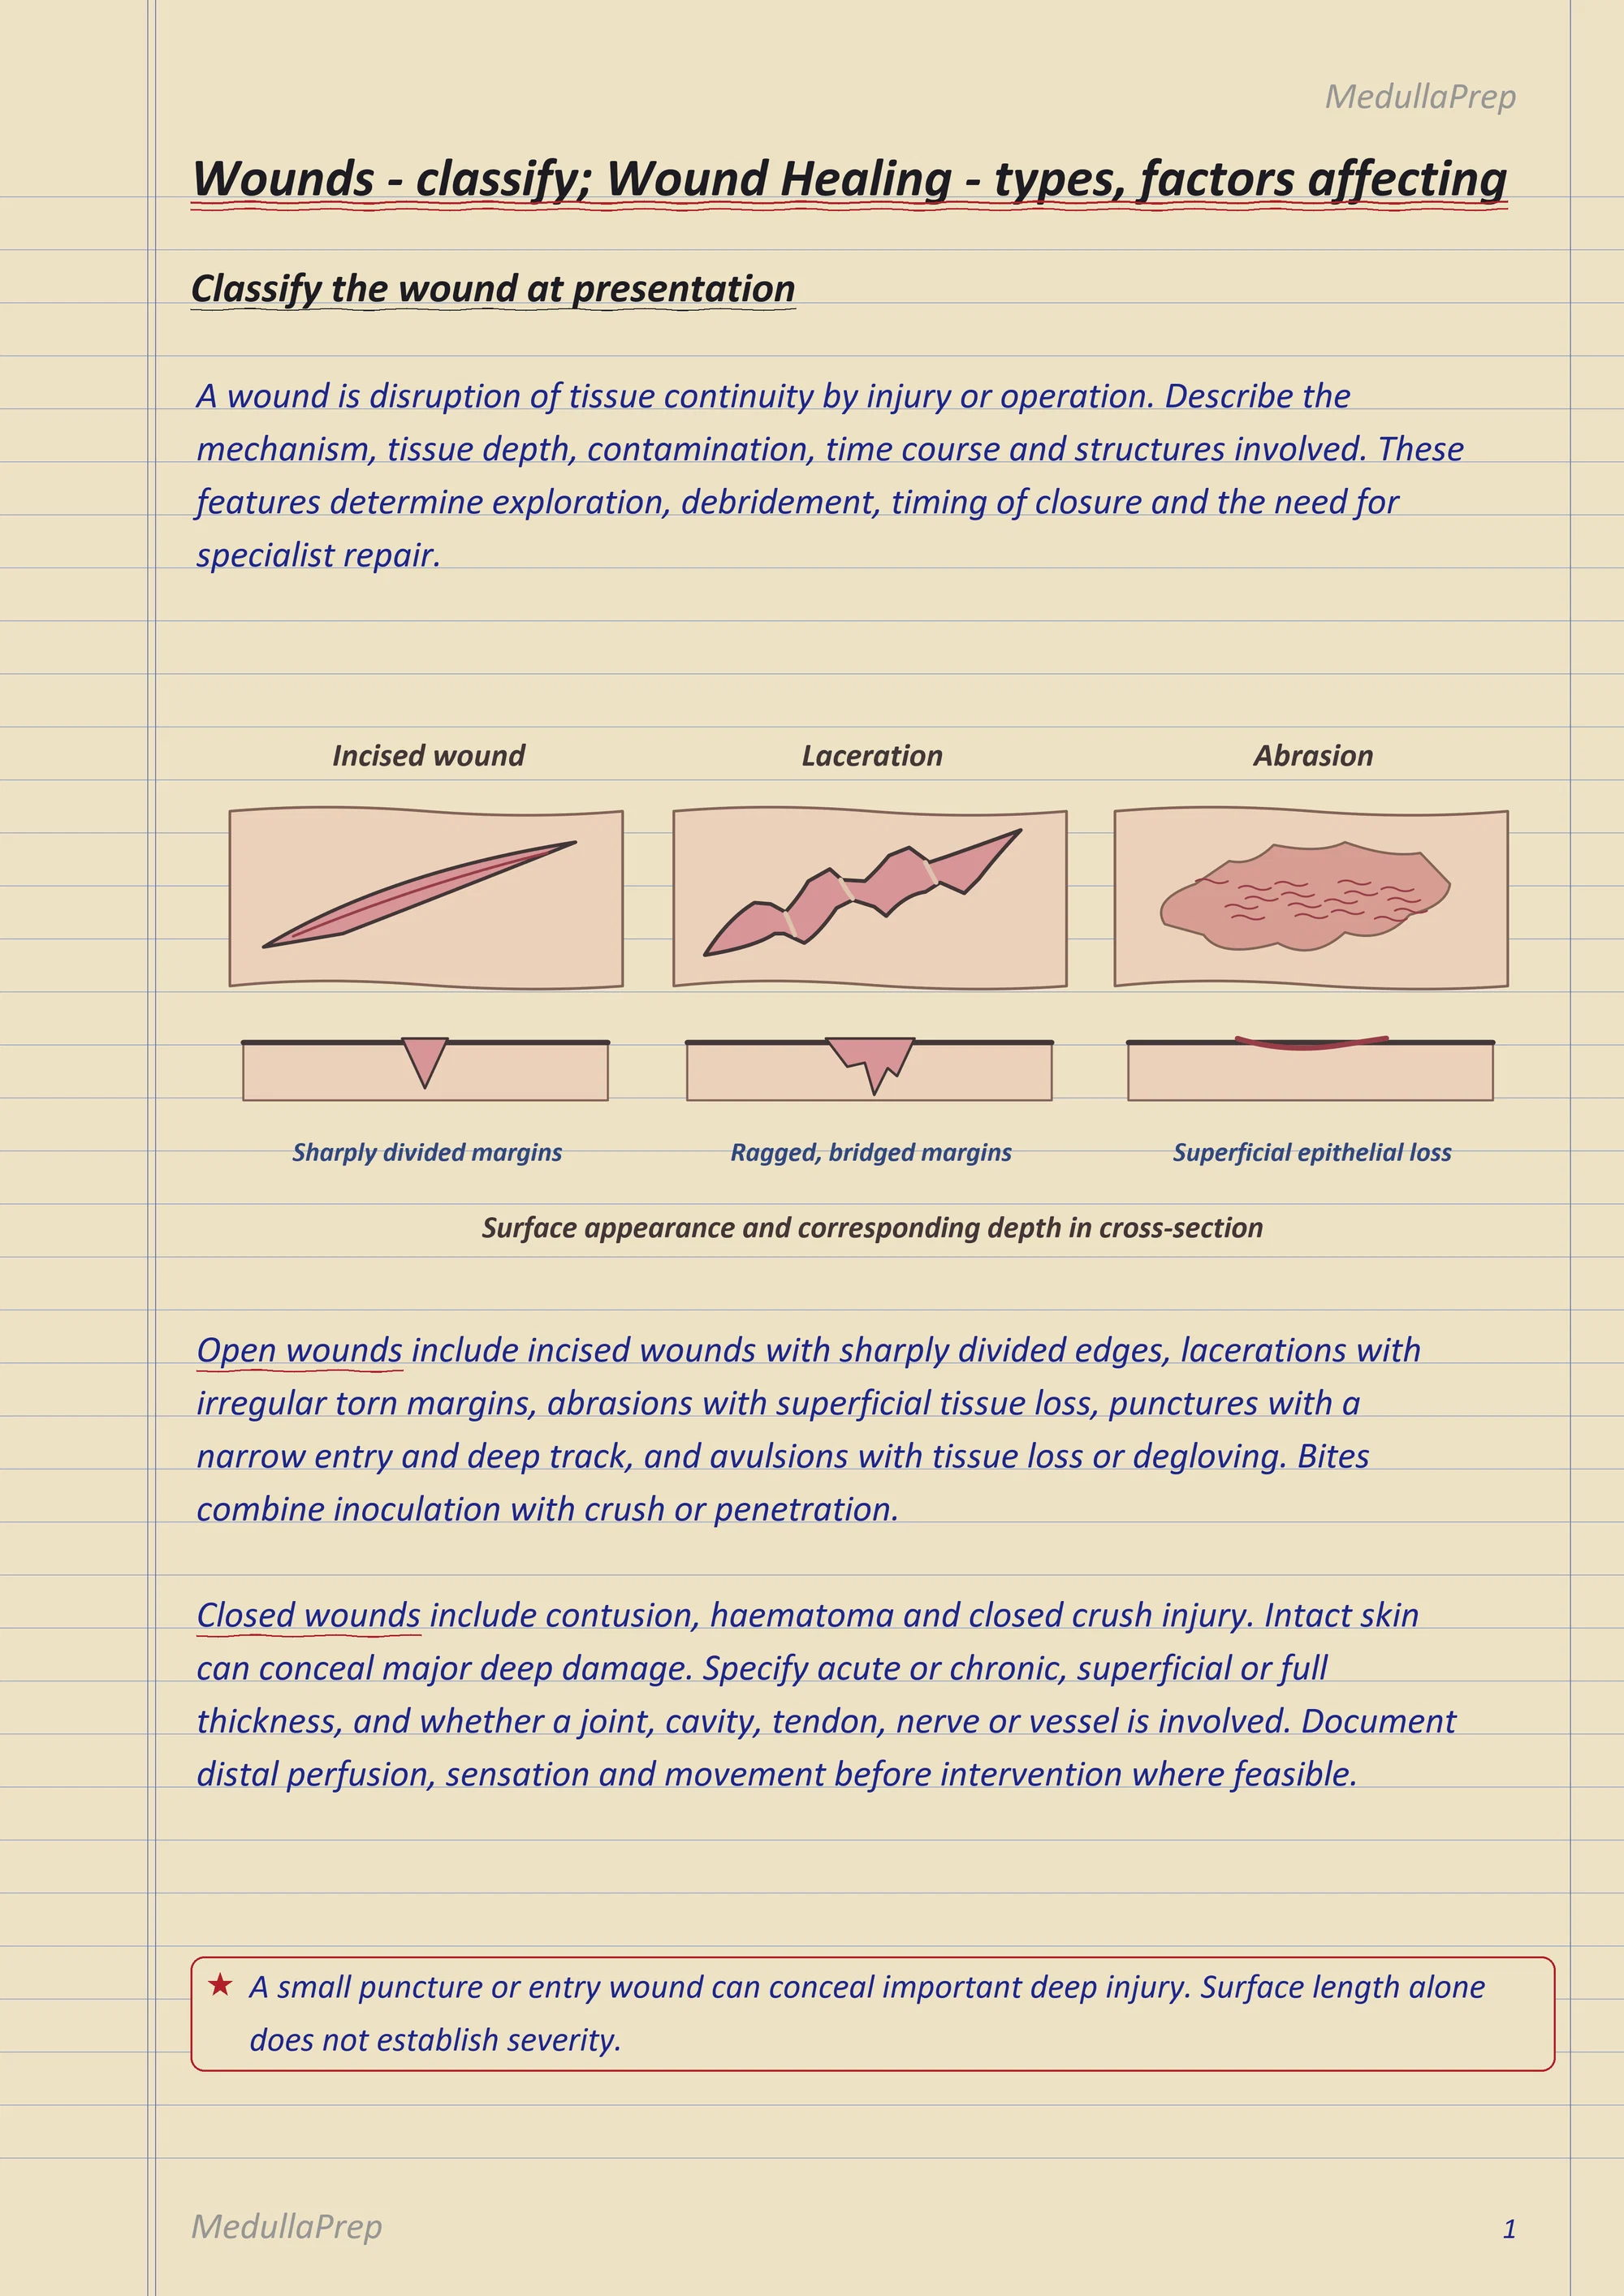 MedullaPrep
Wounds - classify; Wound Healing - types, factors affecting
Classify the wound at presentation
A wound is disruption of tissue continuity by injury or operation. Describe the
mechanism, tissue depth, contamination, time course and structures involved. These
features determine exploration, debridement, timing of closure and the need for
specialist repair.
Incised wound
Laceration
Abrasion
Sharply divided margins
Ragged, bridged margins
Superficial epithelial loss
Surface appearance and corresponding depth in cross-section
Open wounds include incised wounds with sharply divided edges, lacerations with
irregular torn margins, abrasions with superficial tissue loss, punctures with a
narrow entry and deep track, and avulsions with tissue loss or degloving. Bites
combine inoculation with crush or penetration.
Closed wounds include contusion, haematoma and closed crush injury. Intact skin
can conceal major deep damage. Specify acute or chronic, superficial or full
thickness, and whether a joint, cavity, tendon, nerve or vessel is involved. Document
distal perfusion, sensation and movement before intervention where feasible.
★ A small puncture or entry wound can conceal important deep injury. Surface length alone
does not establish severity.
MedullaPrep
1